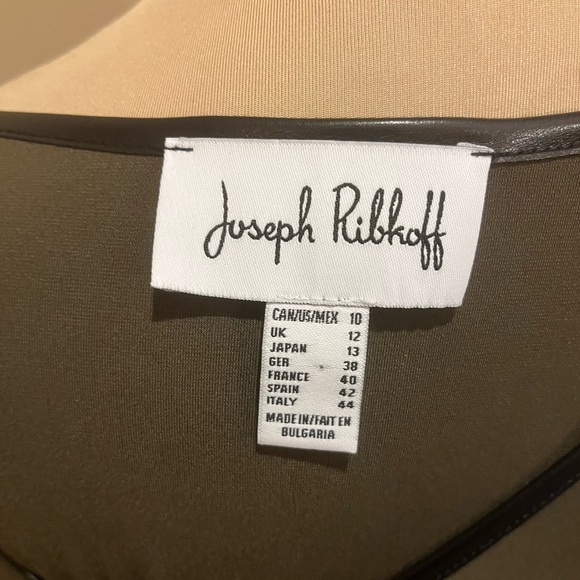 Joseph Ribkoff
CAN/US/MEX 10
UK 12
JAPAN 13
GER 38
FRANCE 40
SPAIN 42
ITALY 44
MADE IN/FAIT EN
BULGARIA